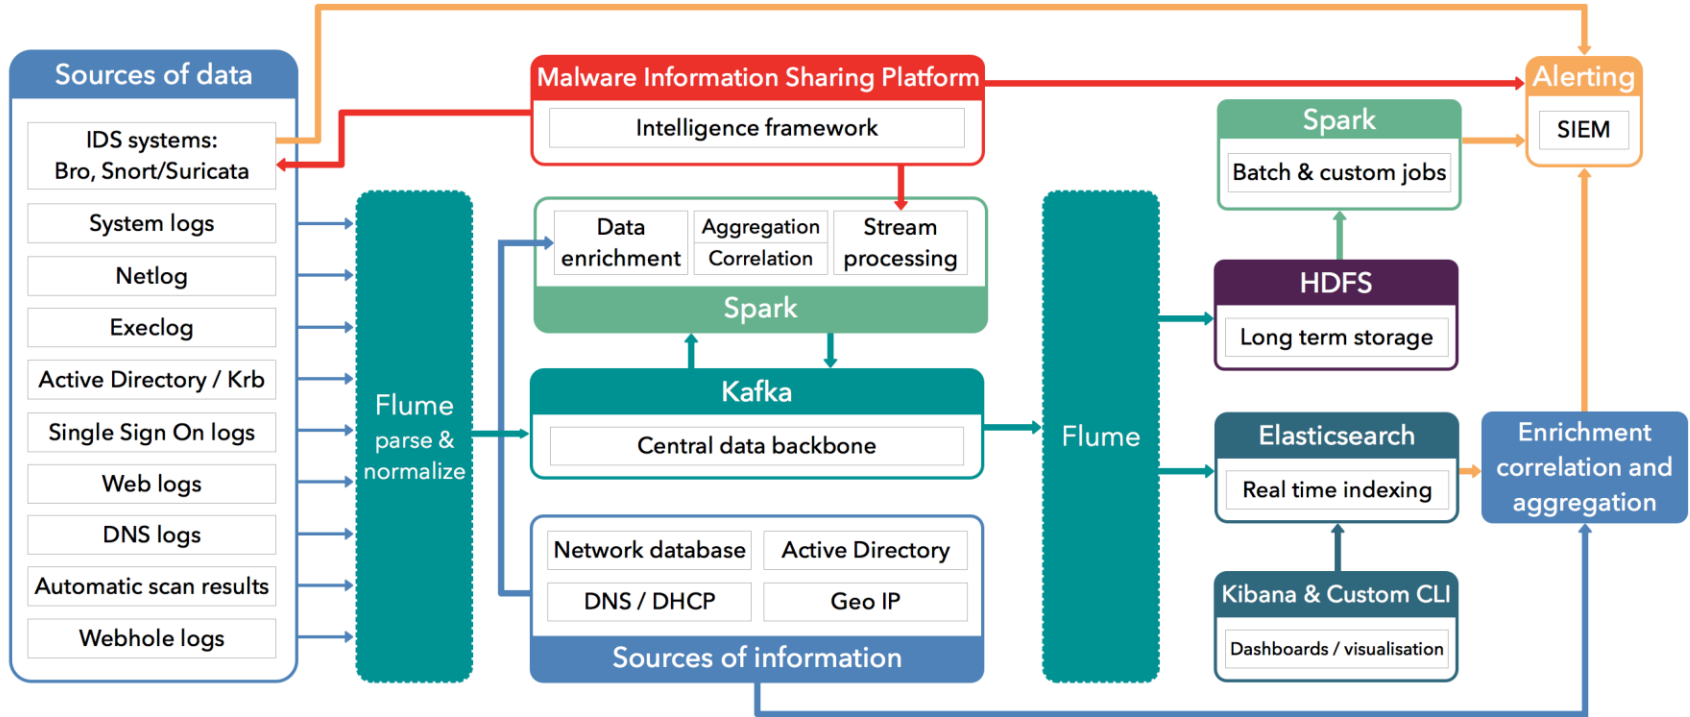 Sources of data
IDS systems:
Bro, Snort/Suricata
System logs
Netlog
Execlog
Active Directory / Krb
Single Sign On logs
Web logs
DNS logs
Automatic scan results
Webhole logs
Flume
parse &
normalize
Malware Information Sharing Platform
Intelligence framework
Data
enrichment
Aggregation
Correlation
Stream
processing
Spark
Kafka
Central data backbone
Network database
Active Directory
DNS / DHCP
Geo IP
Sources of information
Flume
Spark
Batch & custom jobs
HDFS
Long term storage
Elasticsearch
Real time indexing
Kibana & Custom CLI
Dashboards / visualisation
Alerting
SIEM
Enrichment
correlation and
aggregation